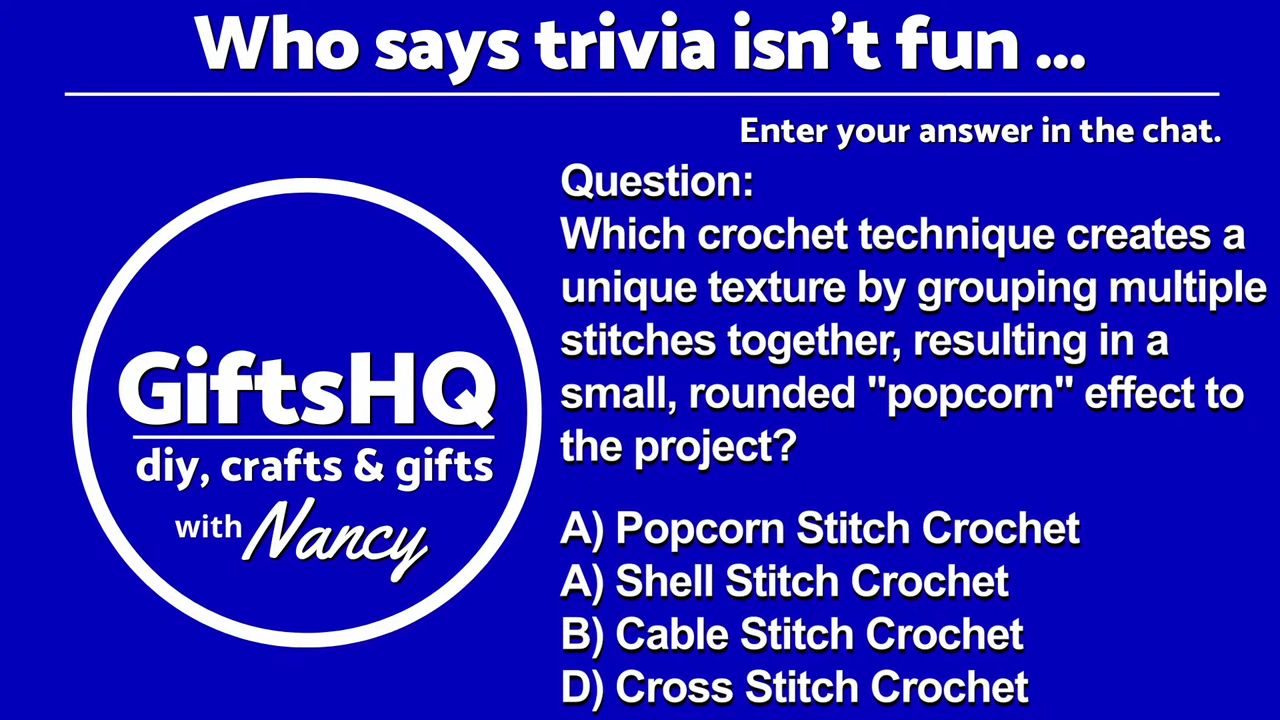 Who says trivia isn't fun ...
Enter your answer in the chat.
GiftsHQ
diy, crafts & gifts
with Nancy
Question:
Which crochet technique creates a
unique texture by grouping multiple
stitches together, resulting in a
small, rounded "popcorn" effect to
the project?
A) Popcorn Stitch Crochet
A) Shell Stitch Crochet
B) Cable Stitch Crochet
D) Cross Stitch Crochet